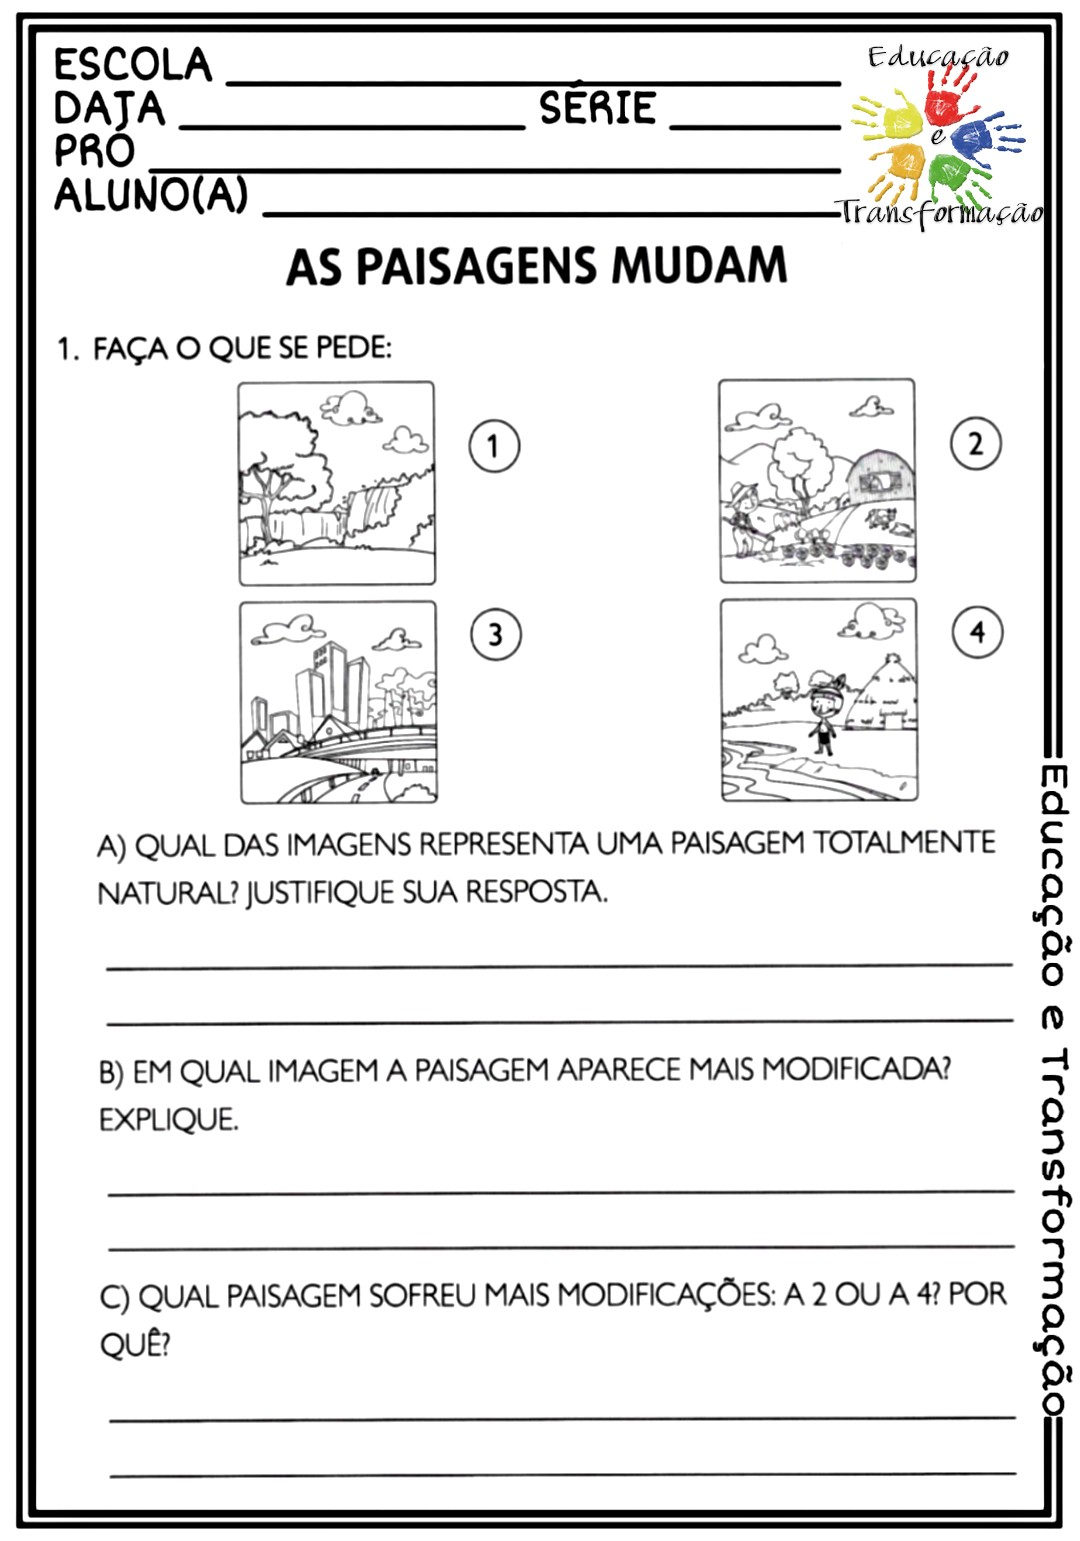 ESCOLA
DATA SÉRIE
PRÓ
ALUNO(A)
Educação
e
Transformação
AS PAISAGENS MUDAM
1. FAÇA O QUE SE PEDE:
1
2
3
4
A) QUAL DAS IMAGENS REPRESENTA UMA PAISAGEM TOTALMENTE
NATURAL? JUSTIFIQUE SUA RESPOSTA.
B) EM QUAL IMAGEM A PAISAGEM APARECE MAIS MODIFICADA?
EXPLIQUE.
C) QUAL PAISAGEM SOFREU MAIS MODIFICAÇÕES: A 2 OU A 4? POR
QUÊ?
Educação e Transformação